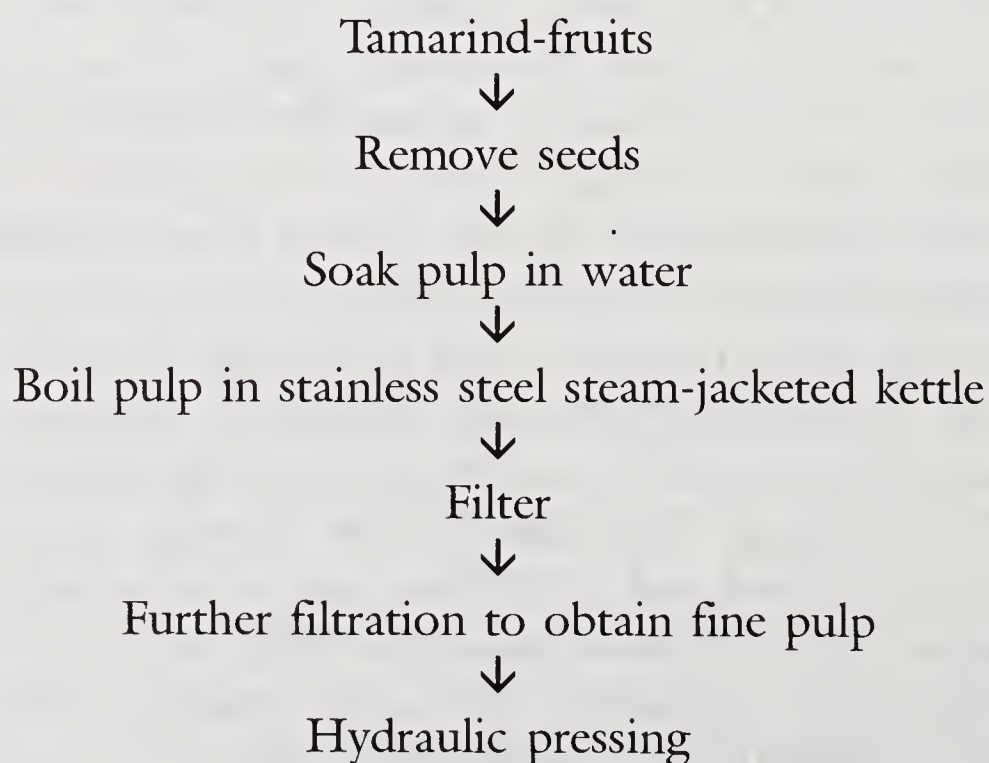 Tamarind-fruits
↓
Remove seeds
↓
Soak pulp in water
↓
Boil pulp in stainless steel steam-jacketed kettle
↓
Filter
↓
Further filtration to obtain fine pulp
↓
Hydraulic pressing